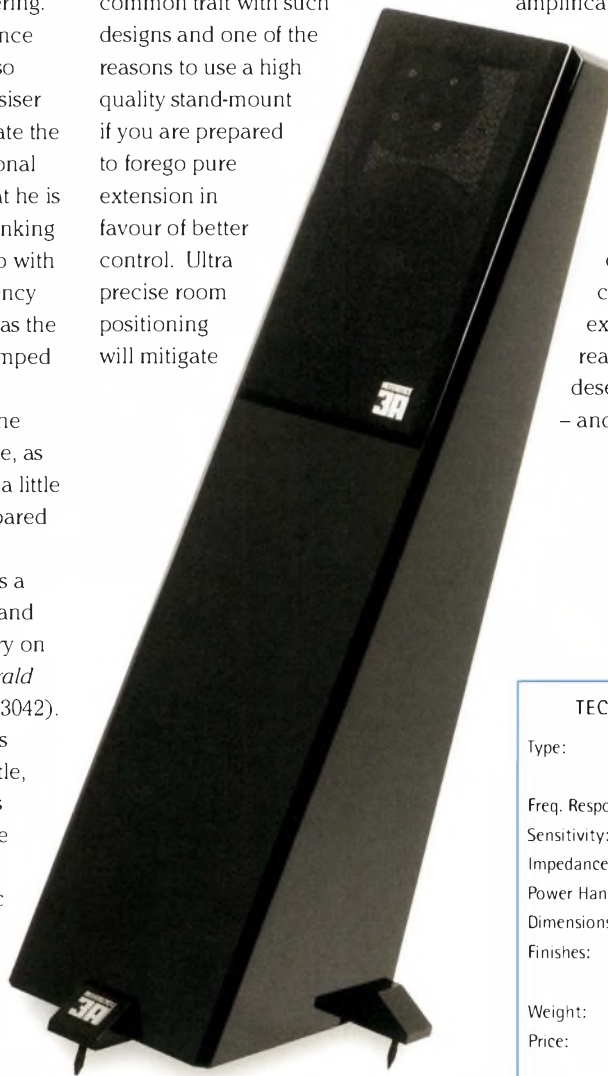 ering.
nce
so
siser
ate the
onal
t he is
nking
o with
ncy
as the
mped
ne
e, as
a little
pared
s a
and
ry on
rald
3042).
s
tle,
s
e
c
common trait with such
designs and one of the
reasons to use a high
quality stand-mount
if you are prepared
to forego pure
extension in
favour of better
control. Ultra
precise room
positioning
will mitigate
amplifica
c
ex
rea
dese
– and
REFERENCE
3A
REFERENCE
3A
TEC
Type:
Freq. Respo
Sensitivity:
Impedance
Power Han
Dimensions
Finishes:
Weight:
Price: